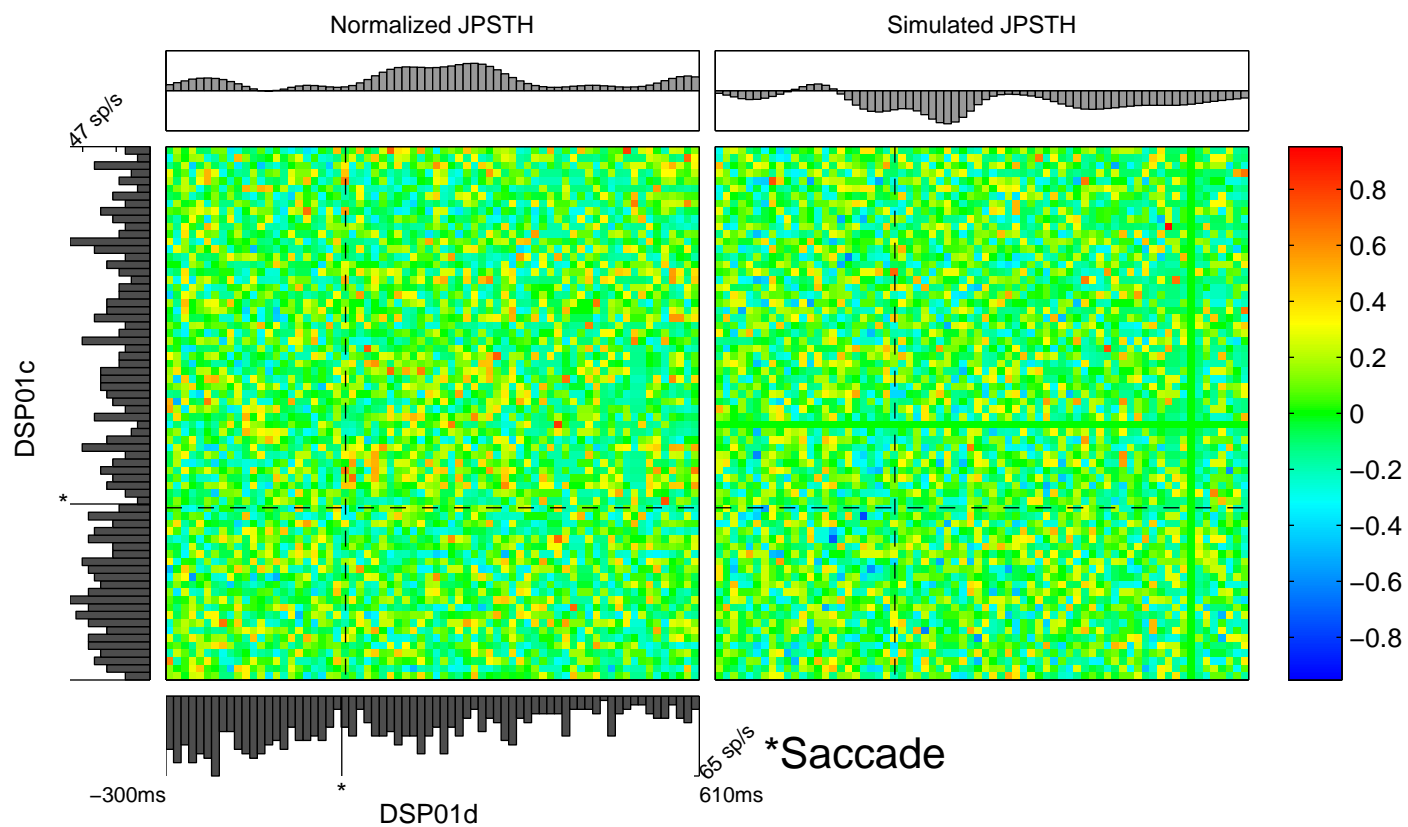 Normalized JPSTH
Simulated JPSTH
47 sp/s
0.8
0.6
0.4
0.2
0
−0.2
−0.4
−0.6
−0.8
DSP01c
*
65 sp/s
*Saccade
−300ms
*
610ms
DSP01d